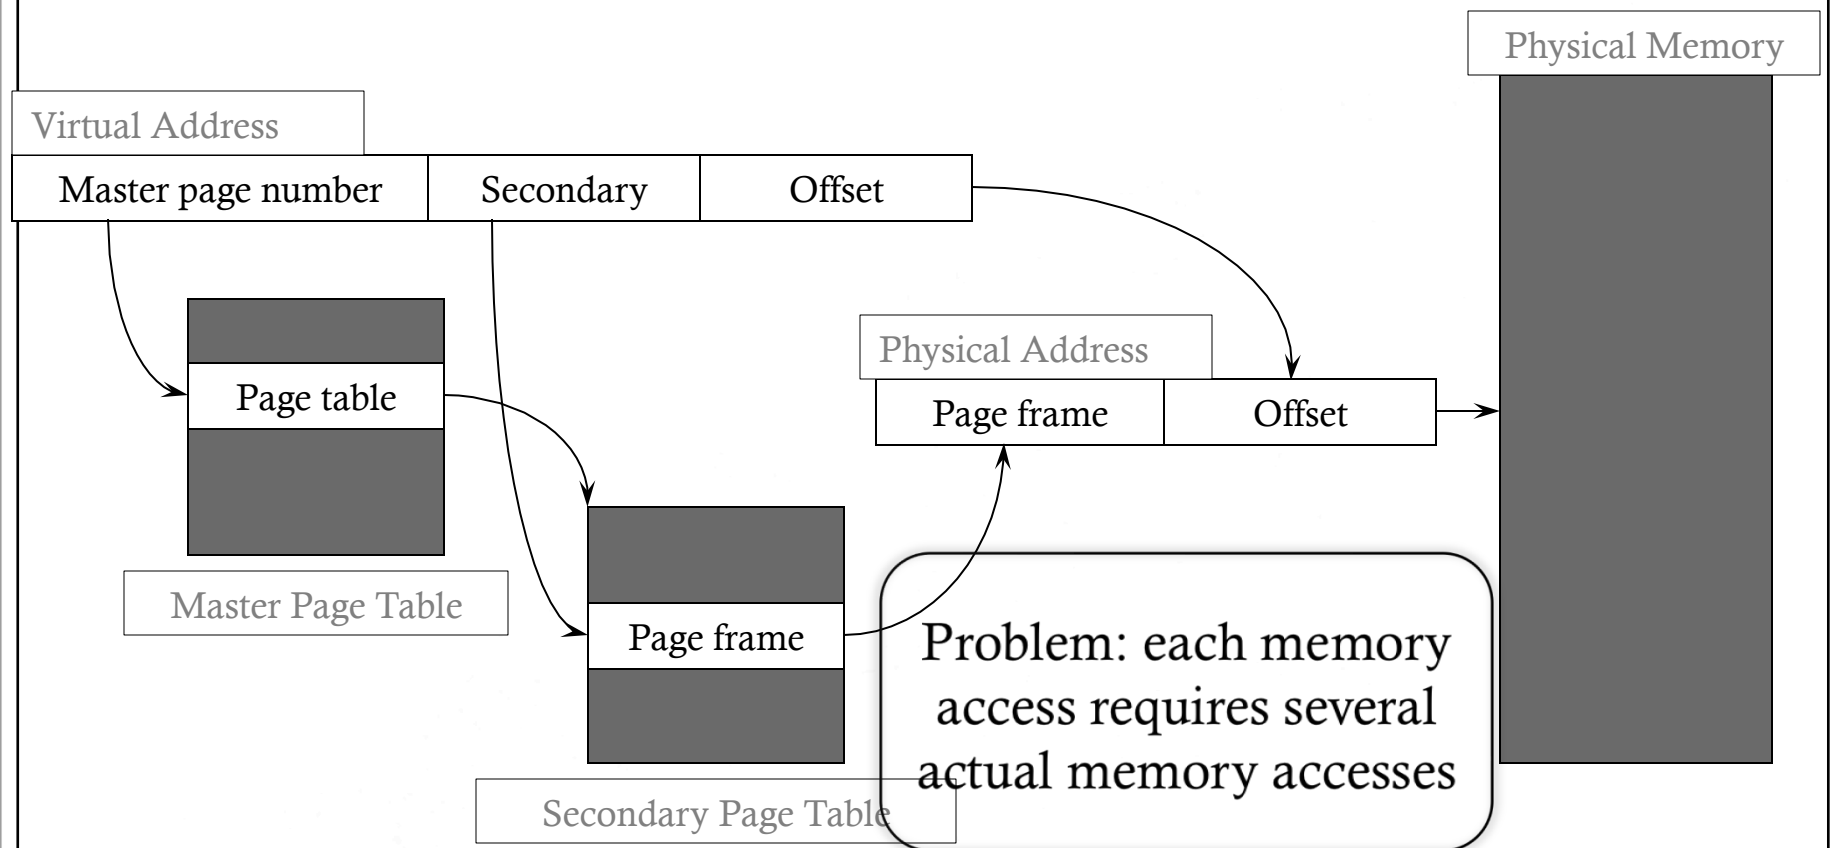 Physical Memory
Virtual Address
Master page number
Secondary
Offset
Physical Address
Page table
Page frame
Offset
Master Page Table
Page frame
Problem: each memory
access requires several
actual memory accesses
Secondary Page Table